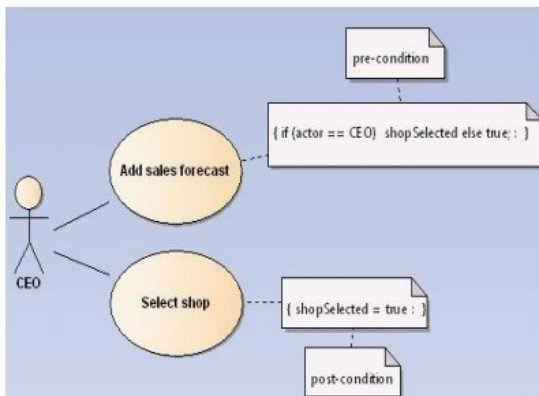 pre-condition
{ if (actor == CEO) shopSelected else true; : }
Add sales forecast
CEO
Select shop
{ shopSelected = true : }
post-condition